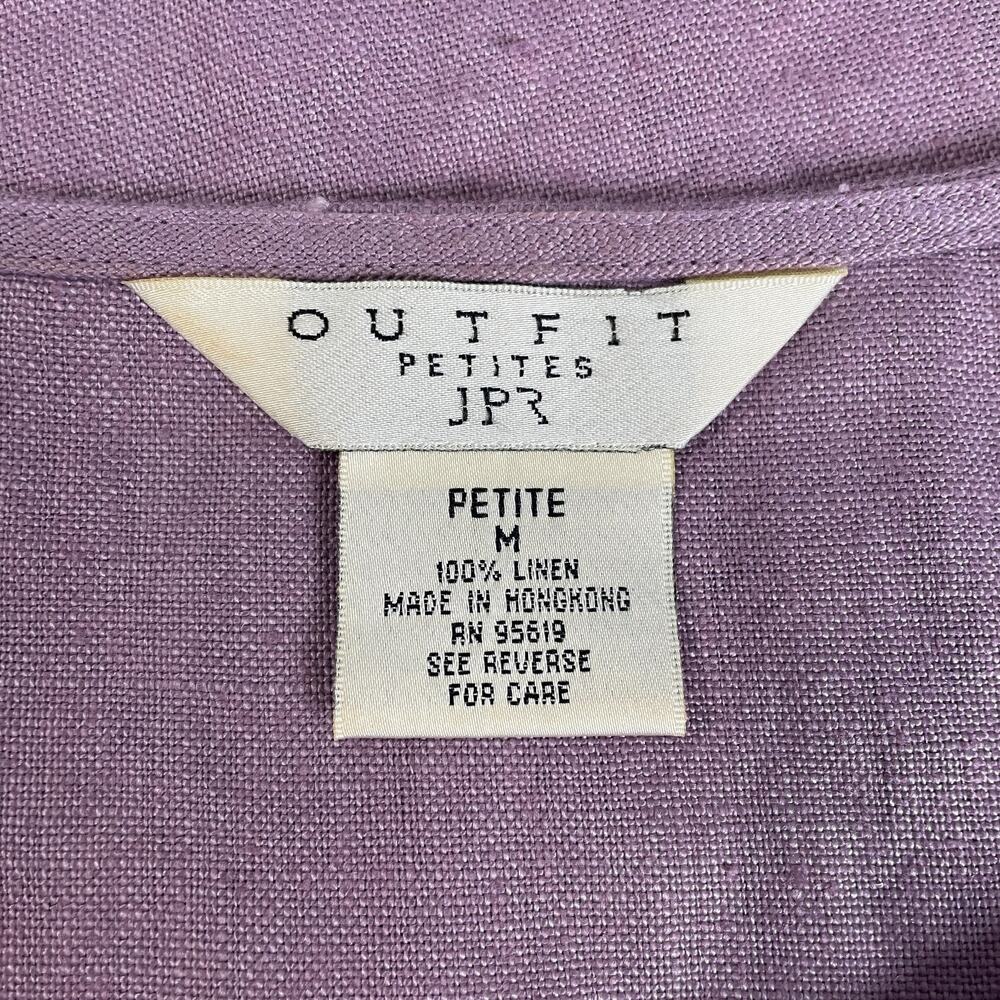 OUTFIT
PETITES
JPR
PETITE
M
100% LINEN
MADE IN HONGKONG
RN 95619
SEE REVERSE
FOR CARE